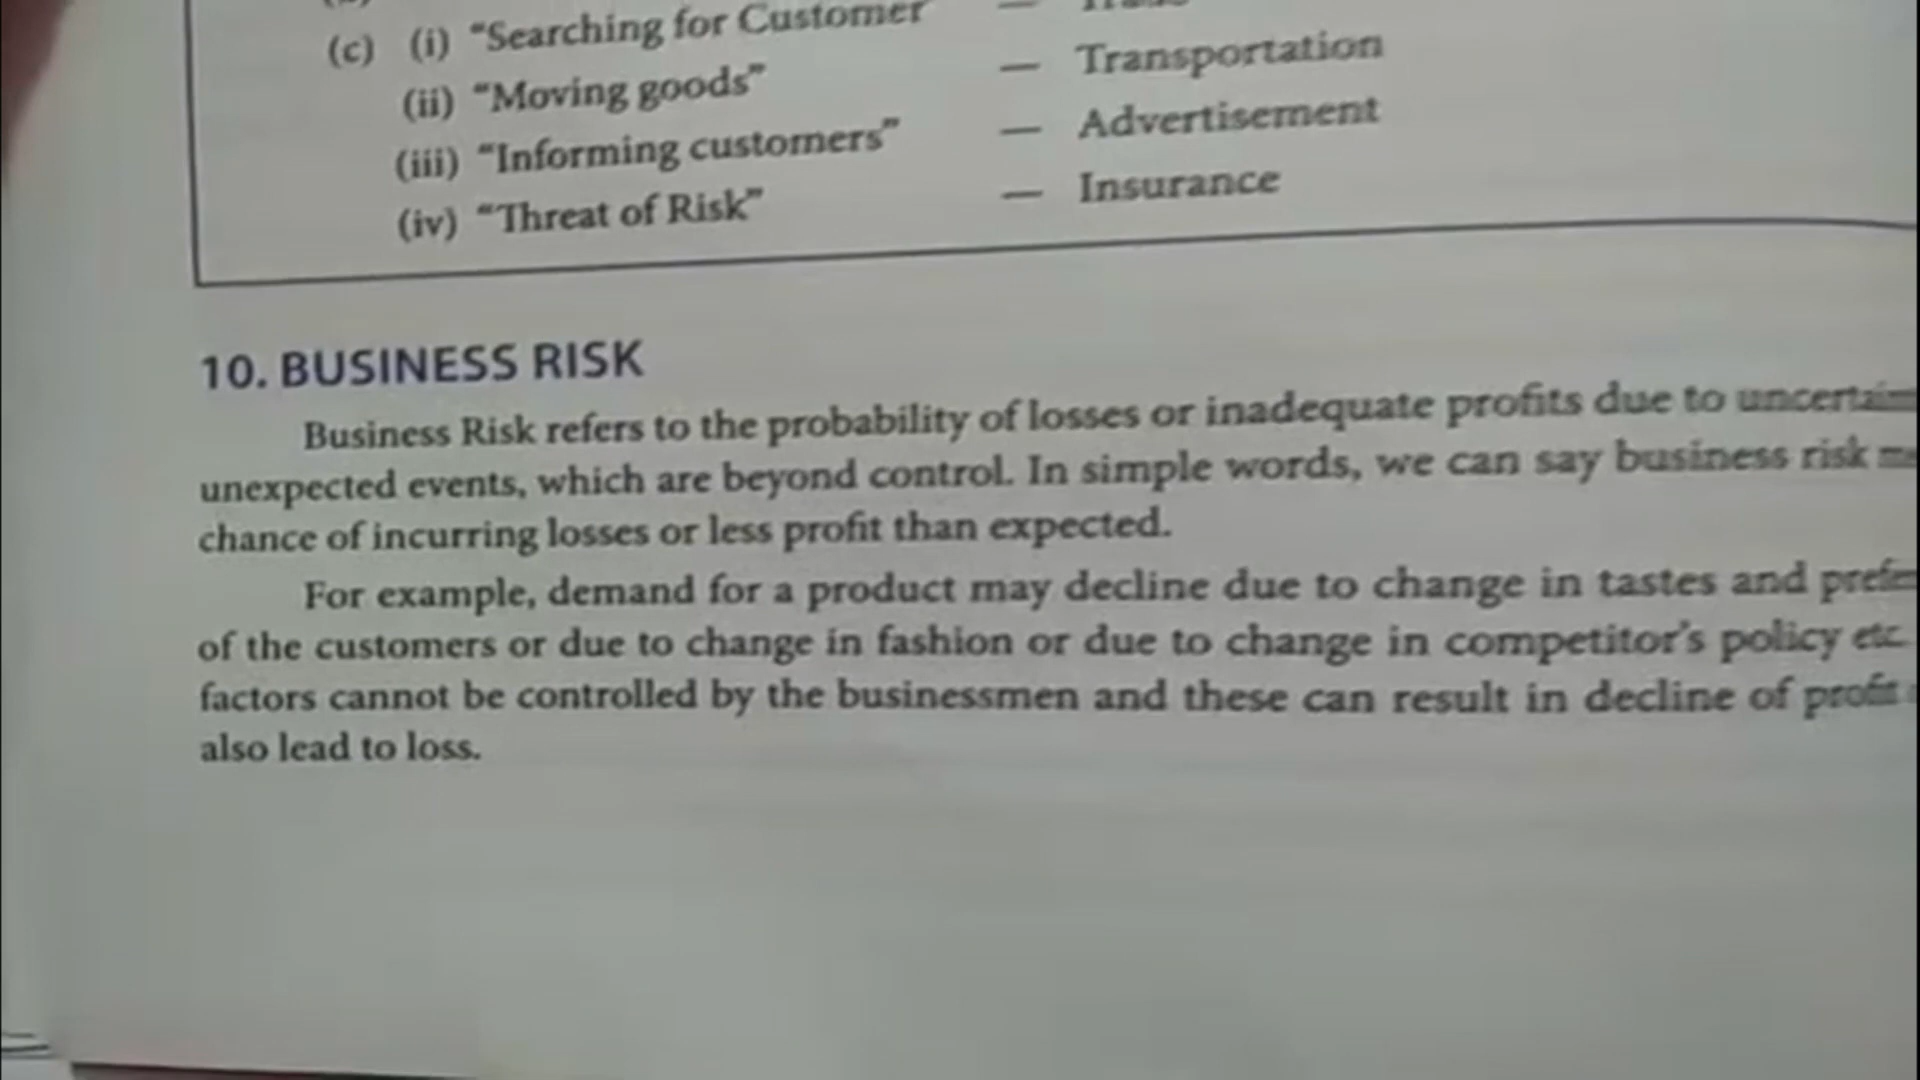 (c) (i) "Searching for Customer —
(ii) "Moving goods" — Transportation
(iii) "Informing customers" — Advertisement
(iv) "Threat of Risk" — Insurance
10. BUSINESS RISK
Business Risk refers to the probability of losses or inadequate profits due to
unexpected events, which are beyond control. In simple words, we can say business risk
chance of incurring losses or less profit than expected.
For example, demand for a product may decline due to change in tastes and
of the customers or due to change in fashion or due to change in competitor's policy etc.
factors cannot be controlled by the businessmen and these can result in decline of profit
also lead to loss.